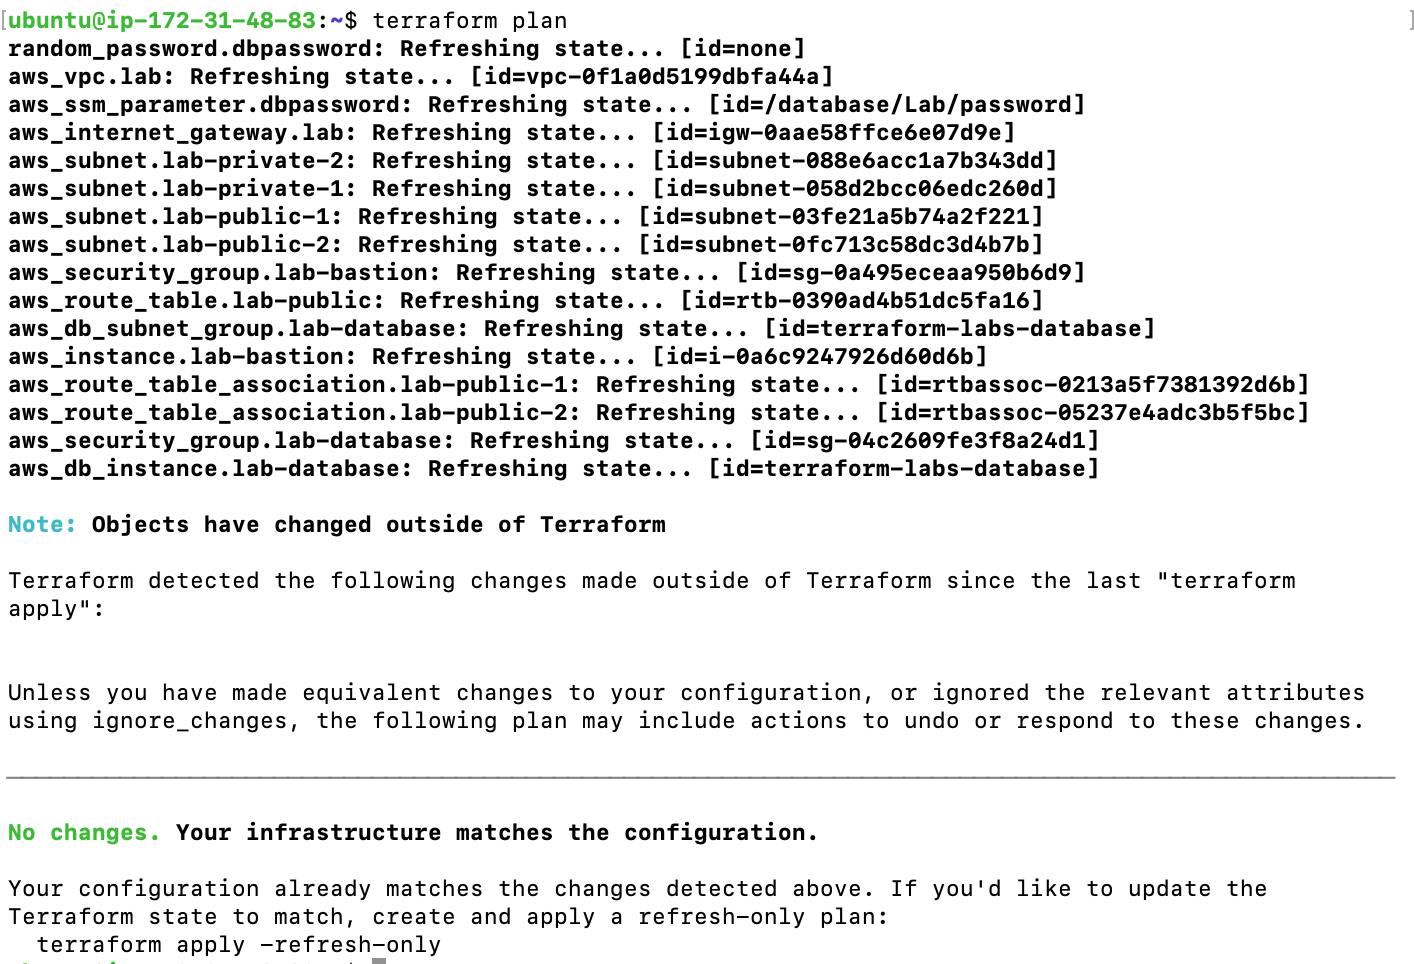 [ubuntu@ip-172-31-48-83:~$ terraform plan ]
random_password.dbpassword: Refreshing state... [id=none]
aws_vpc.lab: Refreshing state... [id=vpc-0f1a0d5199dbfa44a]
aws_ssm_parameter.dbpassword: Refreshing state... [id=/database/Lab/password]
aws_internet_gateway.lab: Refreshing state... [id=igw-0aae58ffce6e07d9e]
aws_subnet.lab-private-2: Refreshing state... [id=subnet-088e6acc1a7b343dd]
aws_subnet.lab-private-1: Refreshing state... [id=subnet-058d2bcc06edc260d]
aws_subnet.lab-public-1: Refreshing state... [id=subnet-03fe21a5b74a2f221]
aws_subnet.lab-public-2: Refreshing state... [id=subnet-0fc713c58dc3d4b7b]
aws_security_group.lab-bastion: Refreshing state... [id=sg-0a495eceaa950b6d9]
aws_route_table.lab-public: Refreshing state... [id=rtb-0390ad4b51dc5fa16]
aws_db_subnet_group.lab-database: Refreshing state... [id=terraform-labs-database]
aws_instance.lab-bastion: Refreshing state... [id=i-0a6c9247926d60d6b]
aws_route_table_association.lab-public-1: Refreshing state... [id=rtbassoc-0213a5f7381392d6b]
aws_route_table_association.lab-public-2: Refreshing state... [id=rtbassoc-05237e4adc3b5f5bc]
aws_security_group.lab-database: Refreshing state... [id=sg-04c2609fe3f8a24d1]
aws_db_instance.lab-database: Refreshing state... [id=terraform-labs-database]
Note: Objects have changed outside of Terraform
Terraform detected the following changes made outside of Terraform since the last "terraform
apply":
Unless you have made equivalent changes to your configuration, or ignored the relevant attributes
using ignore_changes, the following plan may include actions to undo or respond to these changes.
No changes. Your infrastructure matches the configuration.
Your configuration already matches the changes detected above. If you'd like to update the
Terraform state to match, create and apply a refresh-only plan:
  terraform apply -refresh-only